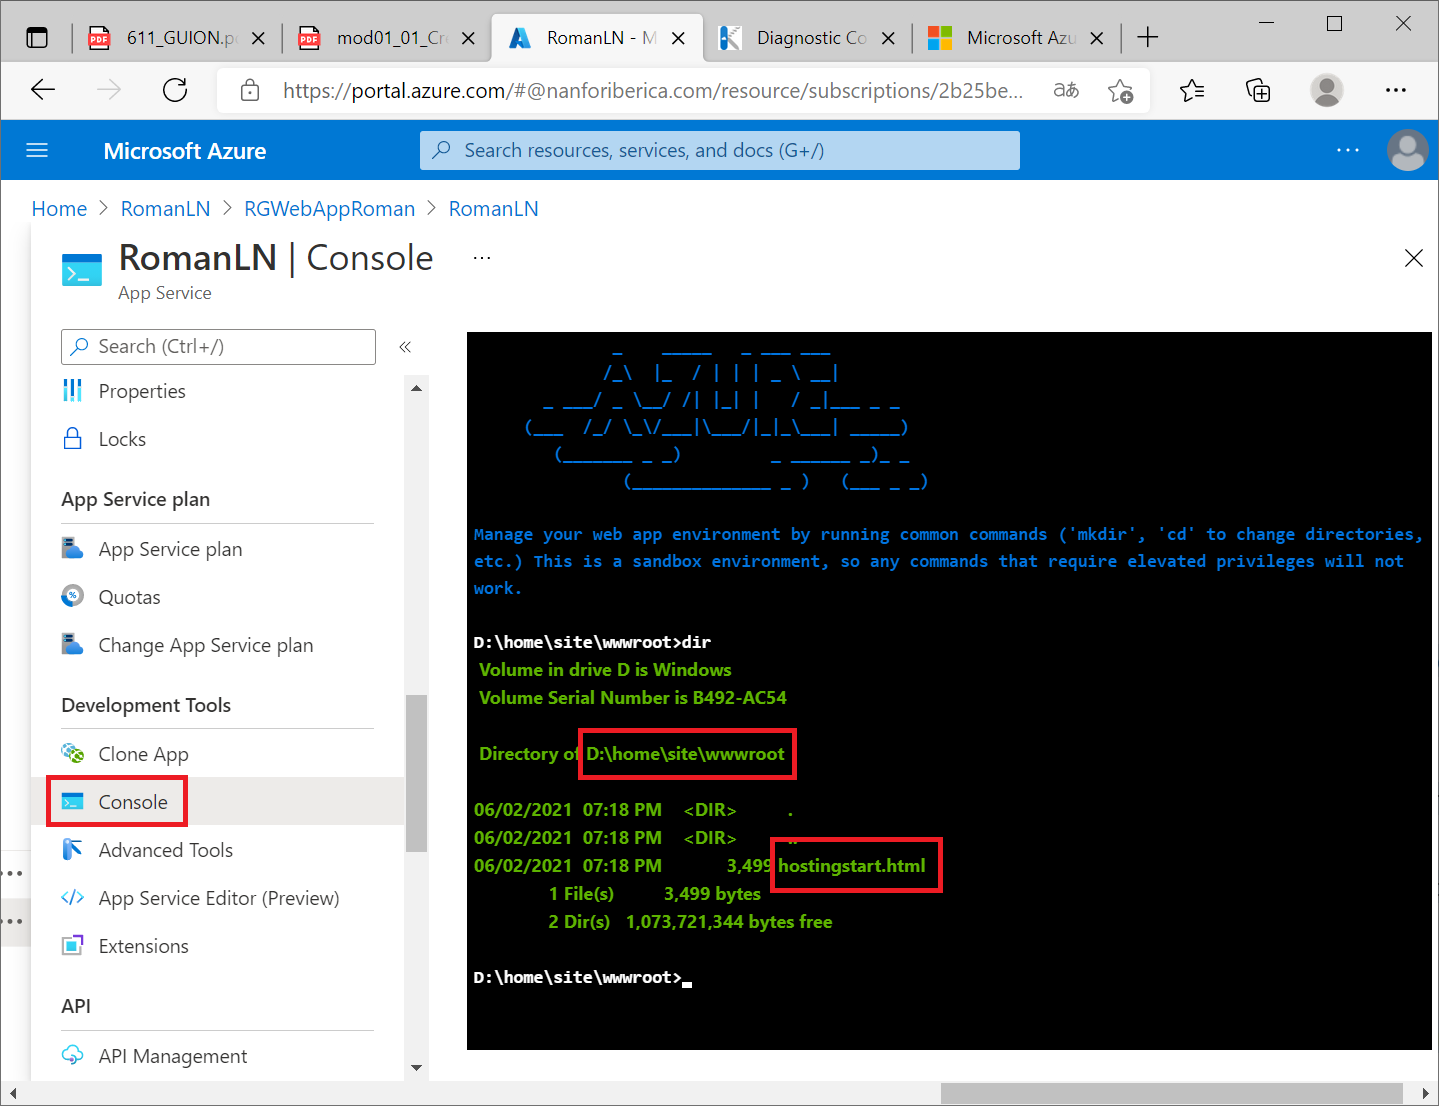 611_GUION.p
mod01_01_Cr
RomanLN - M
Diagnostic Co
Microsoft Azu
https://portal.azure.com/#@nanforiberica.com/resource/subscriptions/2b25be...
Microsoft Azure
Search resources, services, and docs (G+/)
Home > RomanLN > RGWebAppRoman > RomanLN
RomanLN | Console
App Service
Search (Ctrl+/)
Properties
Locks
App Service plan
App Service plan
Quotas
Change App Service plan
Development Tools
Clone App
Console
Advanced Tools
App Service Editor (Preview)
Extensions
API
API Management
AZURE
Manage your web app environment by running common commands ('mkdir', 'cd' to change directories,
etc.) This is a sandbox environment, so any commands that require elevated privileges will not
work.
D:\home\site\wwwroot>dir
Volume in drive D is Windows
Volume Serial Number is B492-AC54
Directory of D:\home\site\wwwroot
06/02/2021 07:18 PM <DIR> .
06/02/2021 07:18 PM <DIR> ..
06/02/2021 07:18 PM 3,499 hostingstart.html
1 File(s) 3,499 bytes
2 Dir(s) 1,073,721,344 bytes free
D:\home\site\wwwroot>